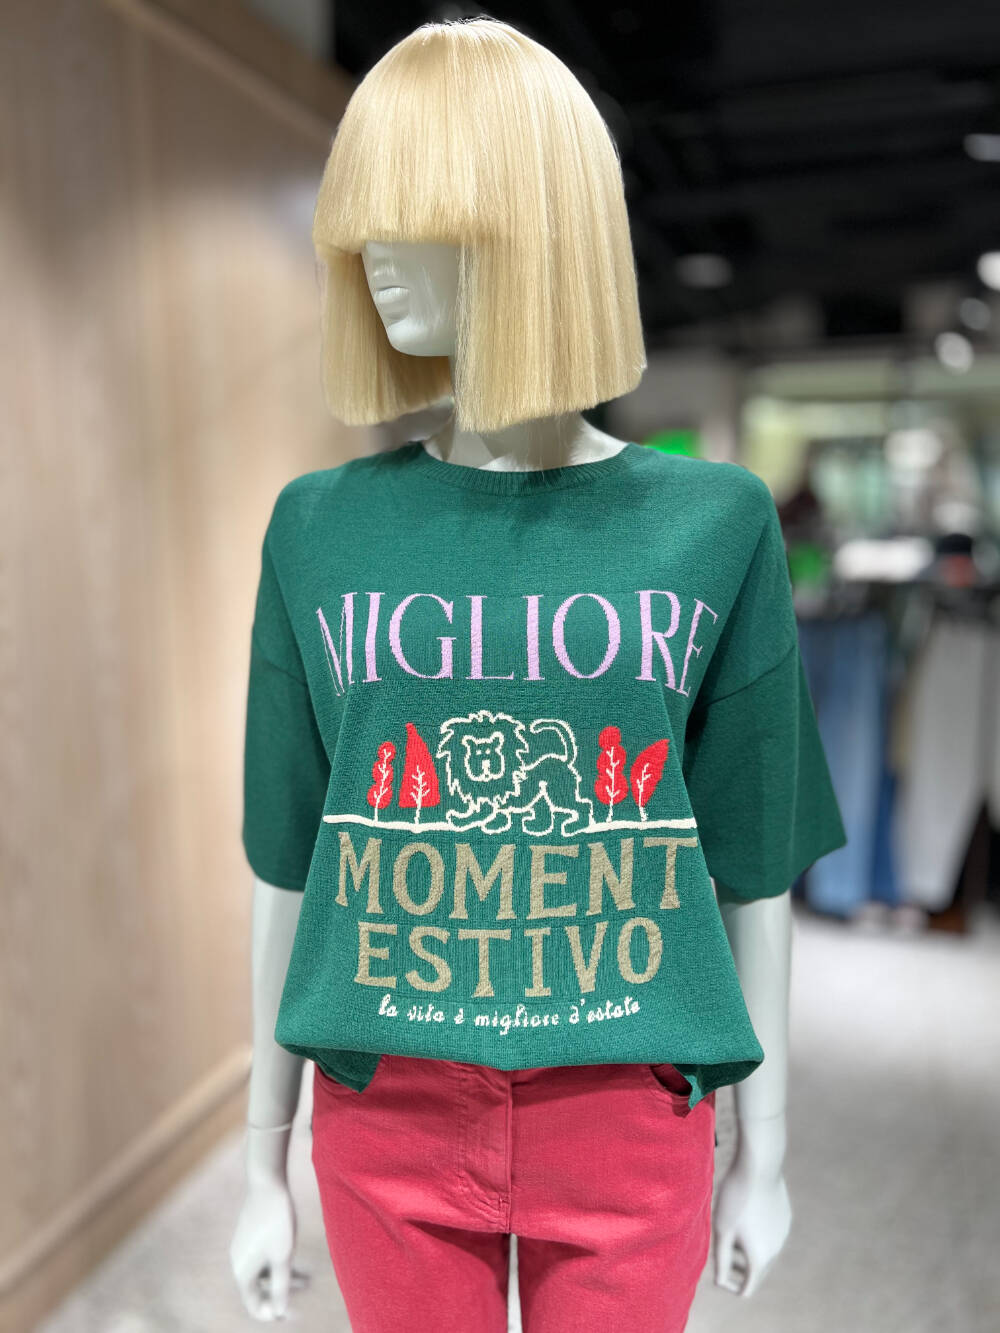 MIGLIORE
MOMENT
ESTIVO
la vita è migliore d'estate